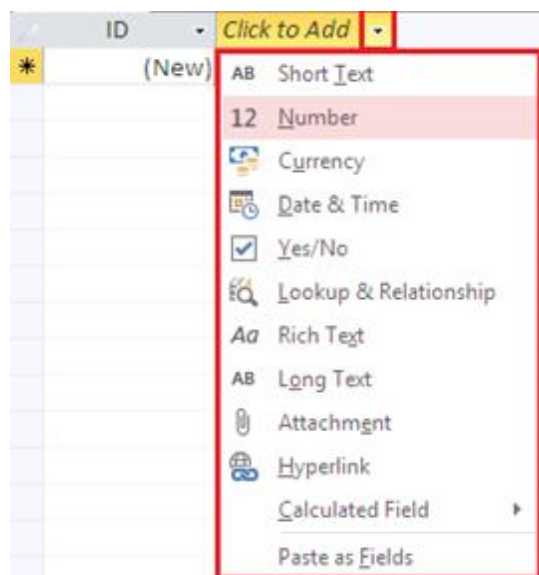 ID Click to Add
(New)
AB Short Text
12 Number
Currency
Date & Time
Yes/No
Lookup & Relationship
Aa Rich Text
AB Long Text
Attachment
Hyperlink
Calculated Field
Paste as Fields